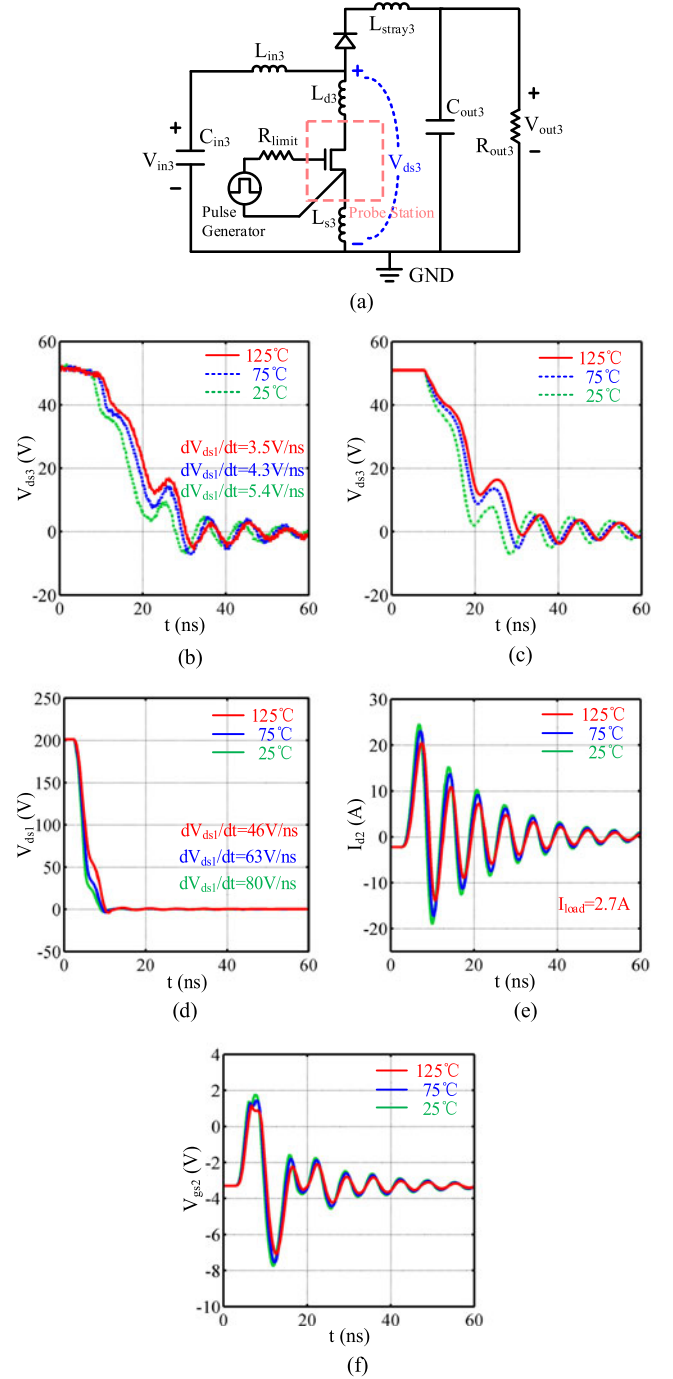 L_stray3
L_in3
+
L_d3
+
C_in3
R_limit
V_in3
−
Pulse
Generator
V_ds3
L_s3
Probe Station
−
C_out3
+
V_out3
R_out3
−
GND
(a)
60
40
20
0
-20
V_ds3 (V)
125℃
75℃
25℃
dV_ds1/dt=3.5V/ns
dV_ds1/dt=4.3V/ns
dV_ds1/dt=5.4V/ns
0 20 40 60
t (ns)
(b)
60
40
20
0
-20
V_ds3 (V)
125℃
75℃
25℃
0 20 40 60
t (ns)
(c)
250
200
150
100
50
0
-50
V_ds1 (V)
125℃
75℃
25℃
dV_ds1/dt=46V/ns
dV_ds1/dt=63V/ns
dV_ds1/dt=80V/ns
0 20 40 60
t (ns)
(d)
30
20
10
0
-10
-20
I_d2 (A)
125℃
75℃
25℃
I_load=2.7A
0 20 40 60
t (ns)
(e)
4
2
0
-2
-4
-6
-8
-10
V_gs2 (V)
125℃
75℃
25℃
0 20 40 60
t (ns)
(f)